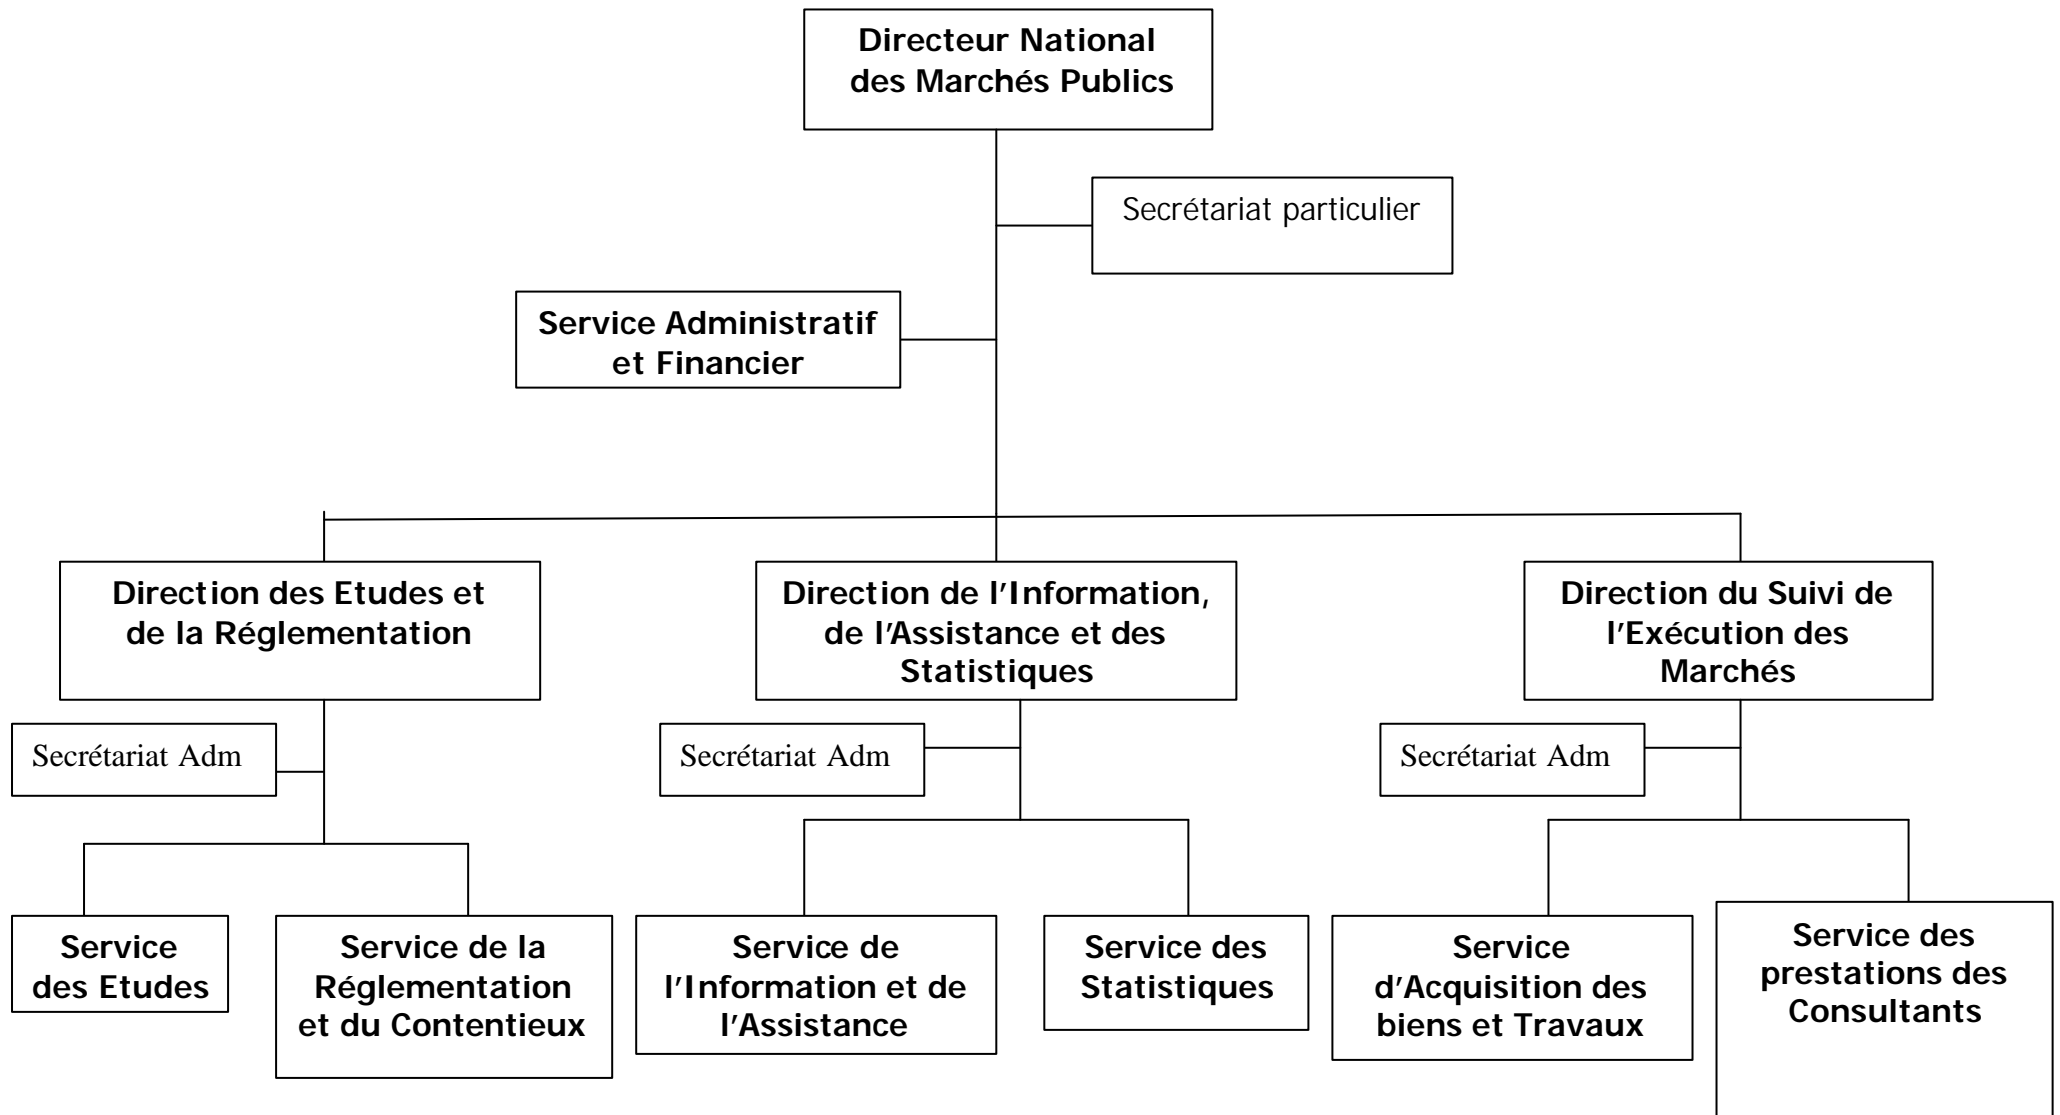 Directeur National
des Marchés Publics
Secrétariat particulier
Service Administratif
et Financier
Direction des Etudes et
de la Réglementation
Direction de l'Information,
de l'Assistance et des
Statistiques
Direction du Suivi de
l'Exécution des
Marchés
Secrétariat Adm
Secrétariat Adm
Secrétariat Adm
Service
des Etudes
Service de la
Réglementation
et du Contentieux
Service de
l'Information et de
l'Assistance
Service des
Statistiques
Service
d'Acquisition des
biens et Travaux
Service des
prestations des
Consultants